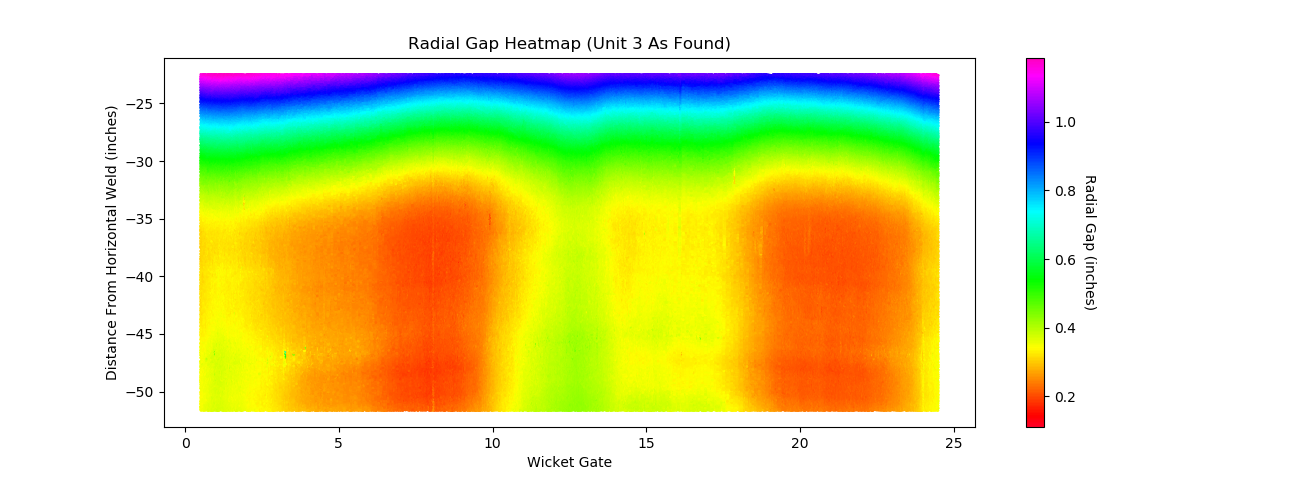 Radial Gap Heatmap (Unit 3 As Found)
Distance From Horizontal Weld (inches)
−25
−30
−35
−40
−45
−50
0 5 10 15 20 25
Wicket Gate
1.0
0.8
0.6
0.4
0.2
Radial Gap (inches)